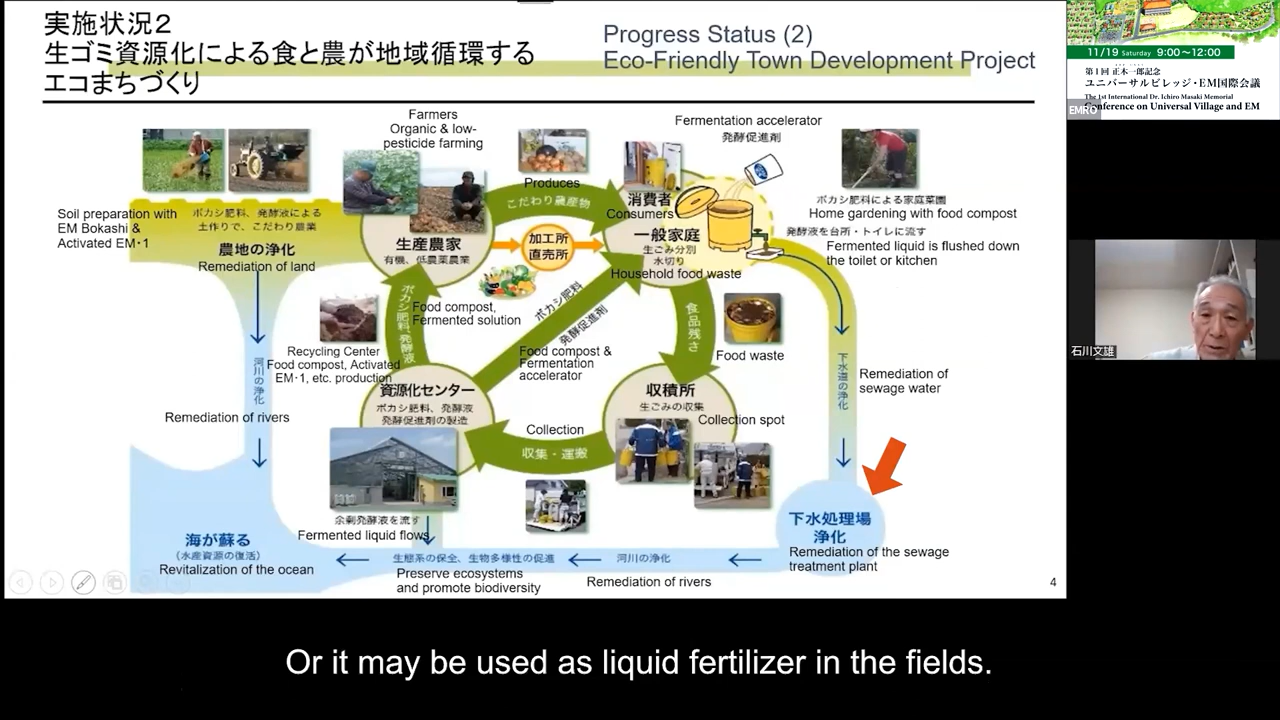 実施状況2
生ゴミ資源化による食と農が地域循環する
エコまちづくり
Progress Status (2)
Eco-Friendly Town Development Project
11/19 Saturday 9:00～12:00
第1回 正木一郎記念
ユニバーサルビレッジ・EM国際会議
The 1st International Dr. Ichiro Masaki Memorial
Conference on Universal Village and EM
EMRO
Farmers
Organic & low-
pesticide farming
Produces
こだわり農産物
Fermentation accelerator
発酵促進剤
Soil preparation with
EM Bokashi &
Activated EM･1
ボカシ肥料、発酵液による
土作りで、こだわり農業
農地の浄化
Remediation of land
生産農家
有機、低農薬農業
加工所
直売所
消費者
Consumers
一般家庭
生ごみ分別
水切り
Household food waste
ボカシ肥料による家庭菜園
Home gardening with food compost
発酵液を台所・トイレに流す
Fermented liquid is flushed down
the toilet or kitchen
ボカシ肥料、発酵液
Food compost,
Fermented solution
ボカシ肥料
発酵促進剤
Food compost &
Fermentation
accelerator
食品残さ
Food waste
Recycling Center
Food compost, Activated
EM･1, etc. production
資源化センター
ボカシ肥料、発酵液
発酵促進剤の製造
収積所
生ごみの収集
Collection spot
Collection
収集・運搬
河川の浄化
Remediation of rivers
下水道の浄化
Remediation of
sewage water
余剰発酵液を流す
Fermented liquid flows
海が蘇る
(水産資源の復活)
Revitalization of the ocean
生態系の保全、生物多様性の促進
Preserve ecosystems
and promote biodiversity
河川の浄化
Remediation of rivers
下水処理場
浄化
Remediation of the sewage
treatment plant
4
石川文雄
Or it may be used as liquid fertilizer in the fields.